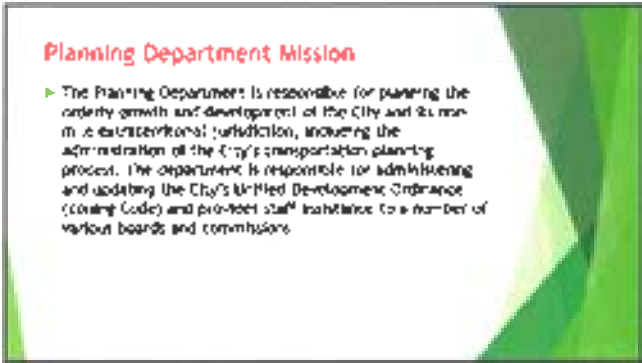 Planning Department Mission
The Planning Department is responsible for planning the
orderly growth and development of the City and its
extraterritorial jurisdiction, including the
administration of the City's transportation planning
process. The department is responsible for administering
and updating the City's Unified Development Ordinance
(Zoning Code) and provides staff assistance to a number of
various boards and commissions